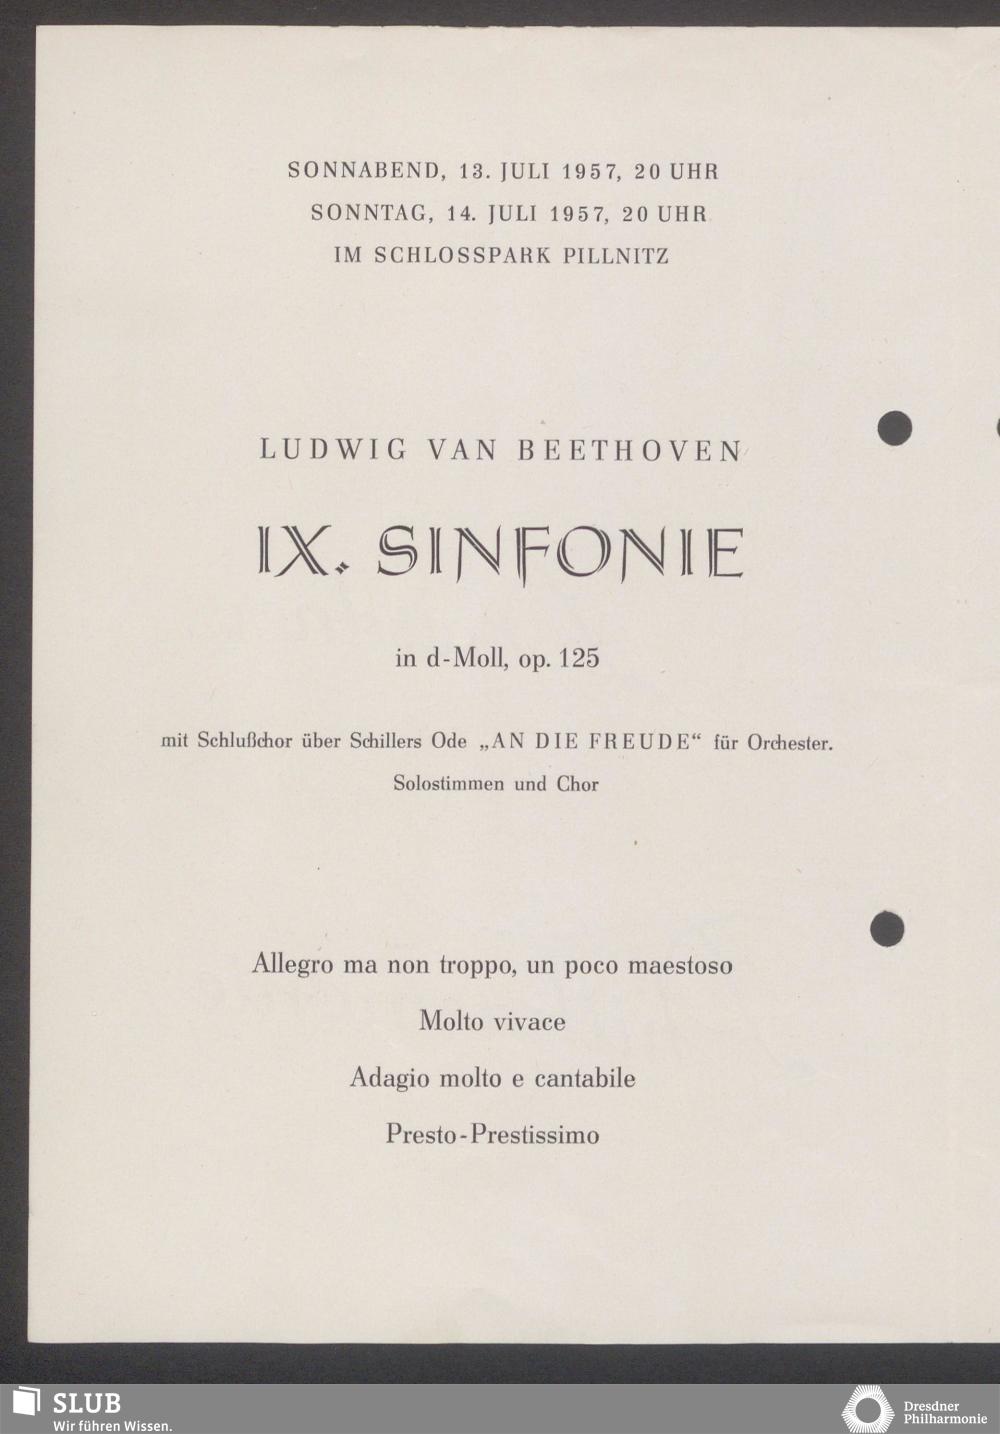 SONNABEND, 13. JULI 1957, 20 UHR
SONNTAG, 14. JULI 1957, 20 UHR
IM SCHLOSSPARK PILLNITZ
LUDWIG VAN BEETHOVEN
IX. SINFONIE
in d-Moll, op. 125
mit Schlußchor über Schillers Ode „AN DIE FREUDE“ für Orchester.
Solostimmen und Chor
Allegro ma non troppo, un poco maestoso
Molto vivace
Adagio molto e cantabile
Presto-Prestissimo
SLUB
Wir führen Wissen.
Dresdner
Philharmonie